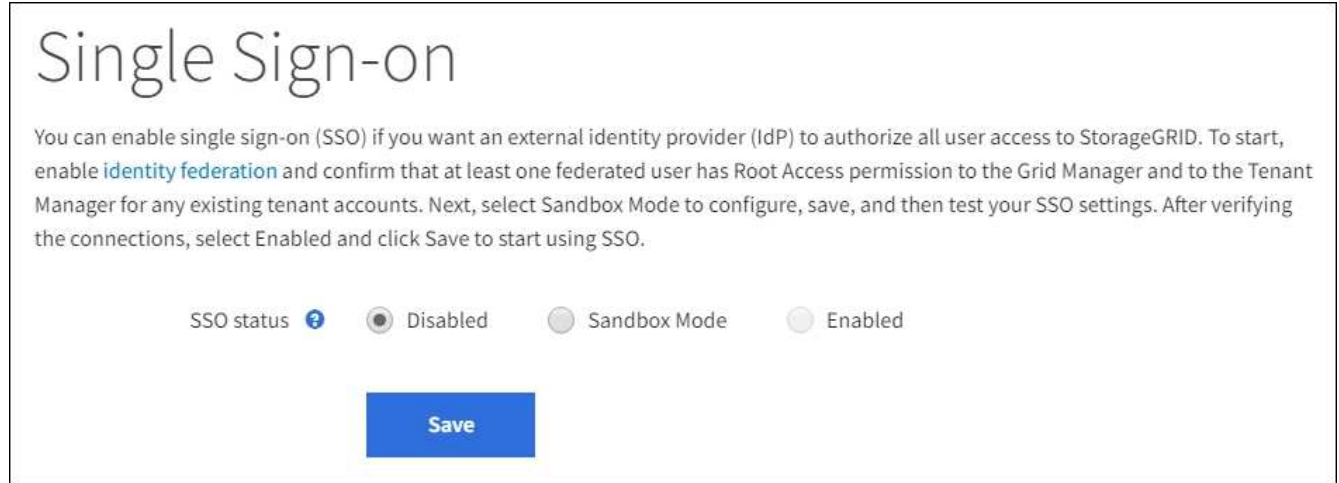 Single Sign-on
You can enable single sign-on (SSO) if you want an external identity provider (IdP) to authorize all user access to StorageGRID. To start,
enable identity federation and confirm that at least one federated user has Root Access permission to the Grid Manager and to the Tenant
Manager for any existing tenant accounts. Next, select Sandbox Mode to configure, save, and then test your SSO settings. After verifying
the connections, select Enabled and click Save to start using SSO.
SSO status ? Disabled Sandbox Mode Enabled
Save